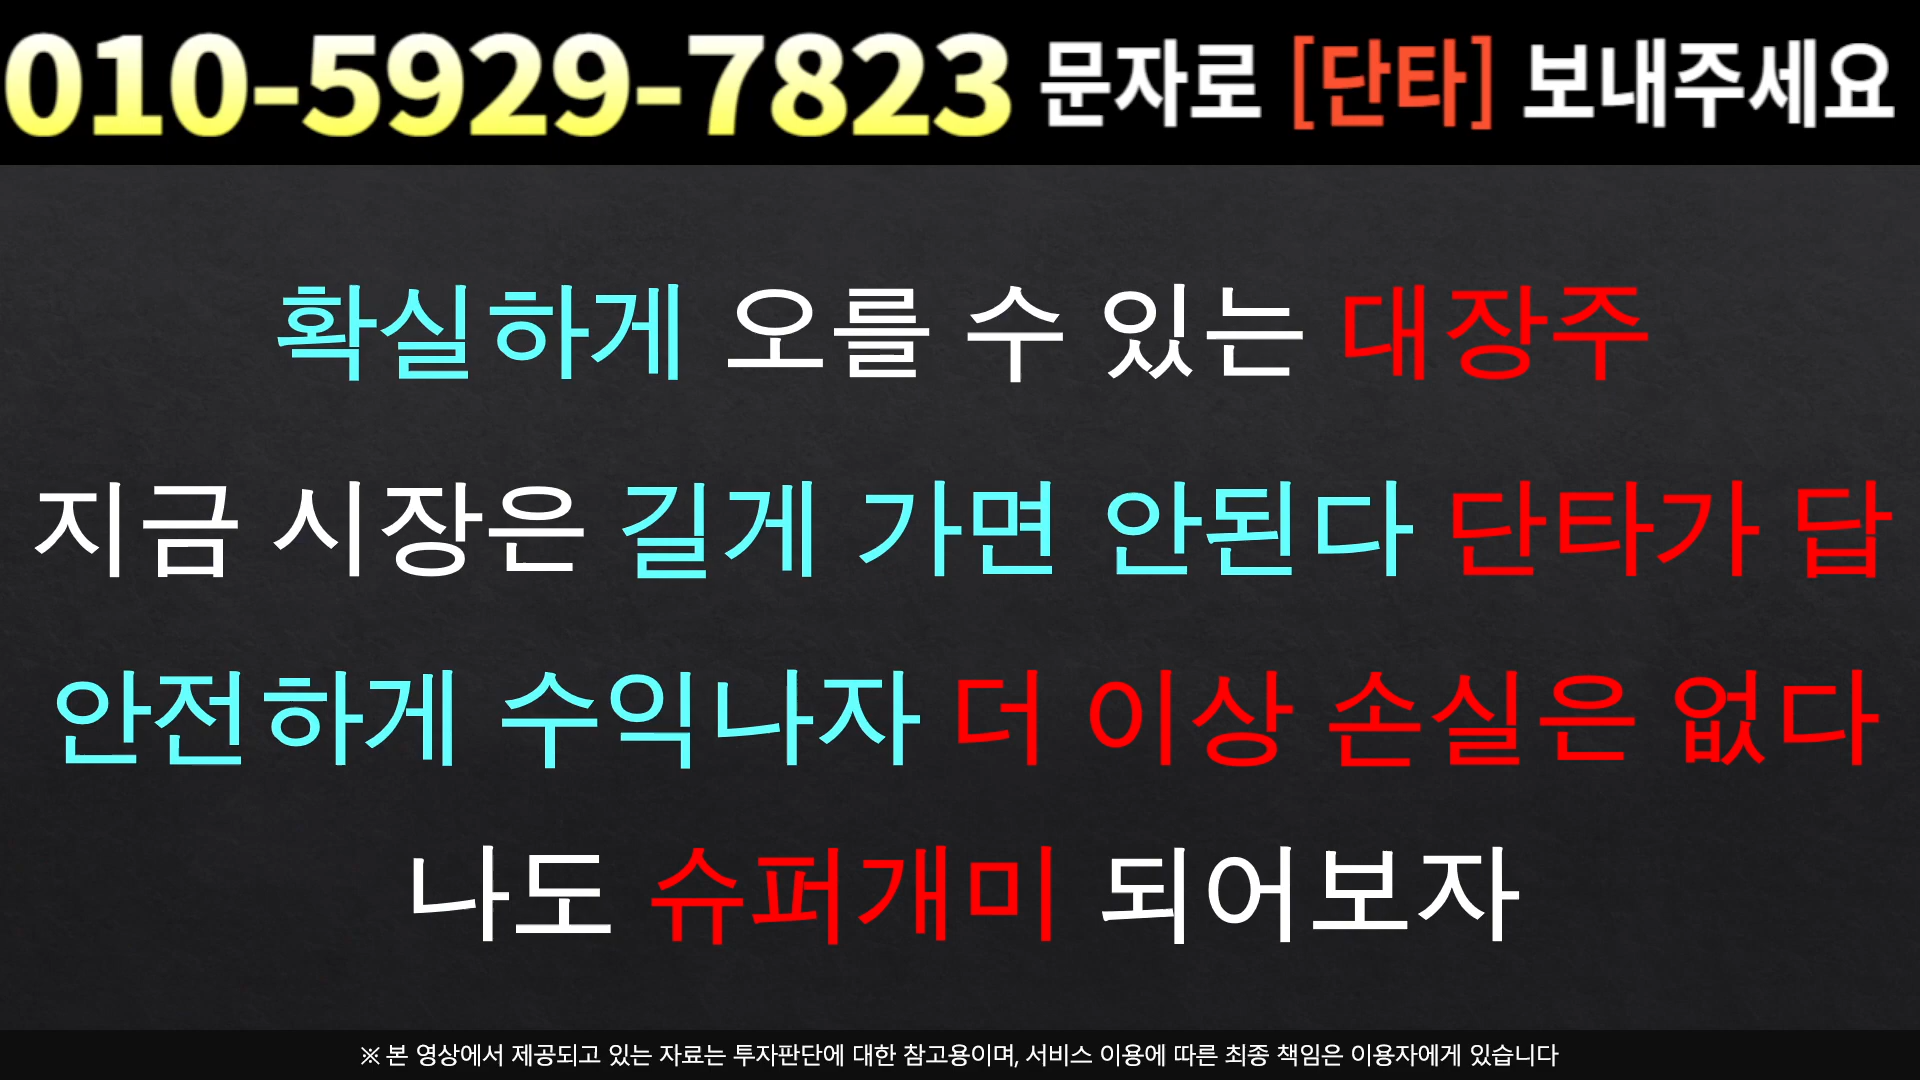 010-5929-7823 문자로 [단타] 보내주세요
확실하게 오를 수 있는 대장주
지금 시장은 길게 가면 안된다 단타가 답
안전하게 수익나자 더 이상 손실은 없다
나도 슈퍼개미 되어보자
※ 본 영상에서 제공되고 있는 자료는 투자판단에 대한 참고용이며, 서비스 이용에 따른 최종 책임은 이용자에게 있습니다